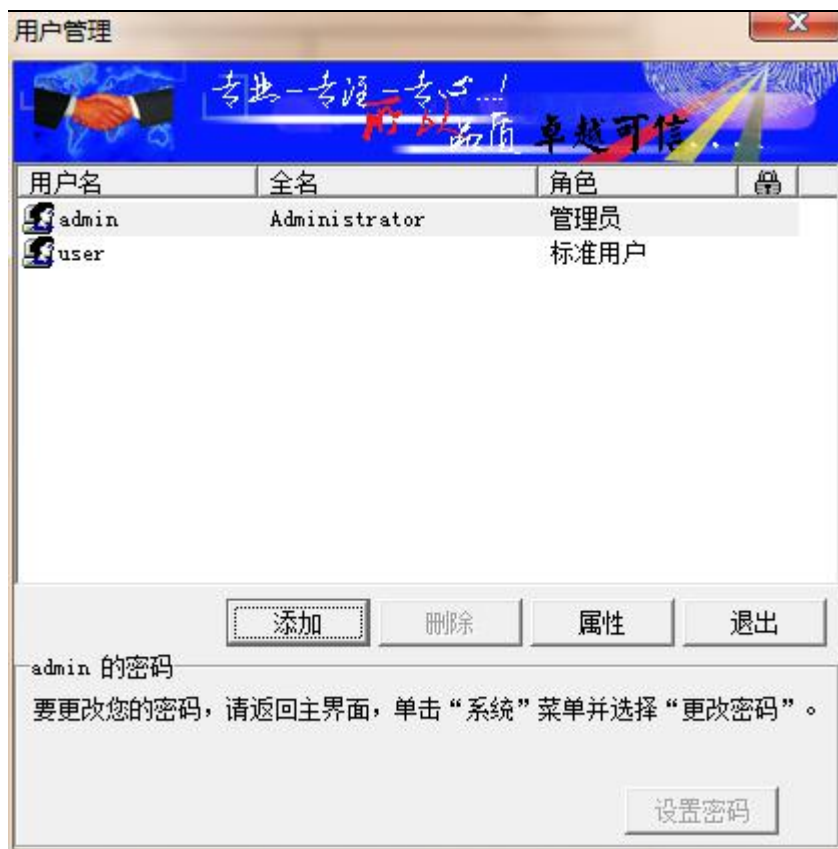 用户管理
专业-专注-专心...!
所以
品质 卓越可信....
用户名 全名 角色
admin Administrator 管理员
user 标准用户
添加 删除 属性 退出
admin 的密码
要更改您的密码，请返回主界面，单击“系统”菜单并选择“更改密码”。
设置密码